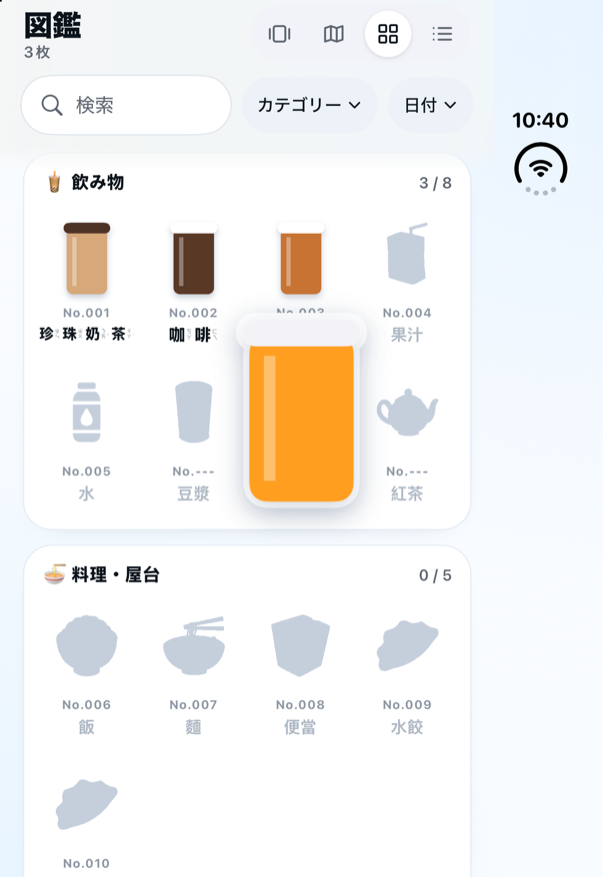 図鑑
3枚
10:40
検索
カテゴリー
日付
飲み物
3 / 8
No.001
珍珠奶茶
No.002
咖啡
No.003
No.004
果汁
No.005
水
No.---
豆漿
No.---
紅茶
料理・屋台
0 / 5
No.006
飯
No.007
麵
No.008
便當
No.009
水餃
No.010